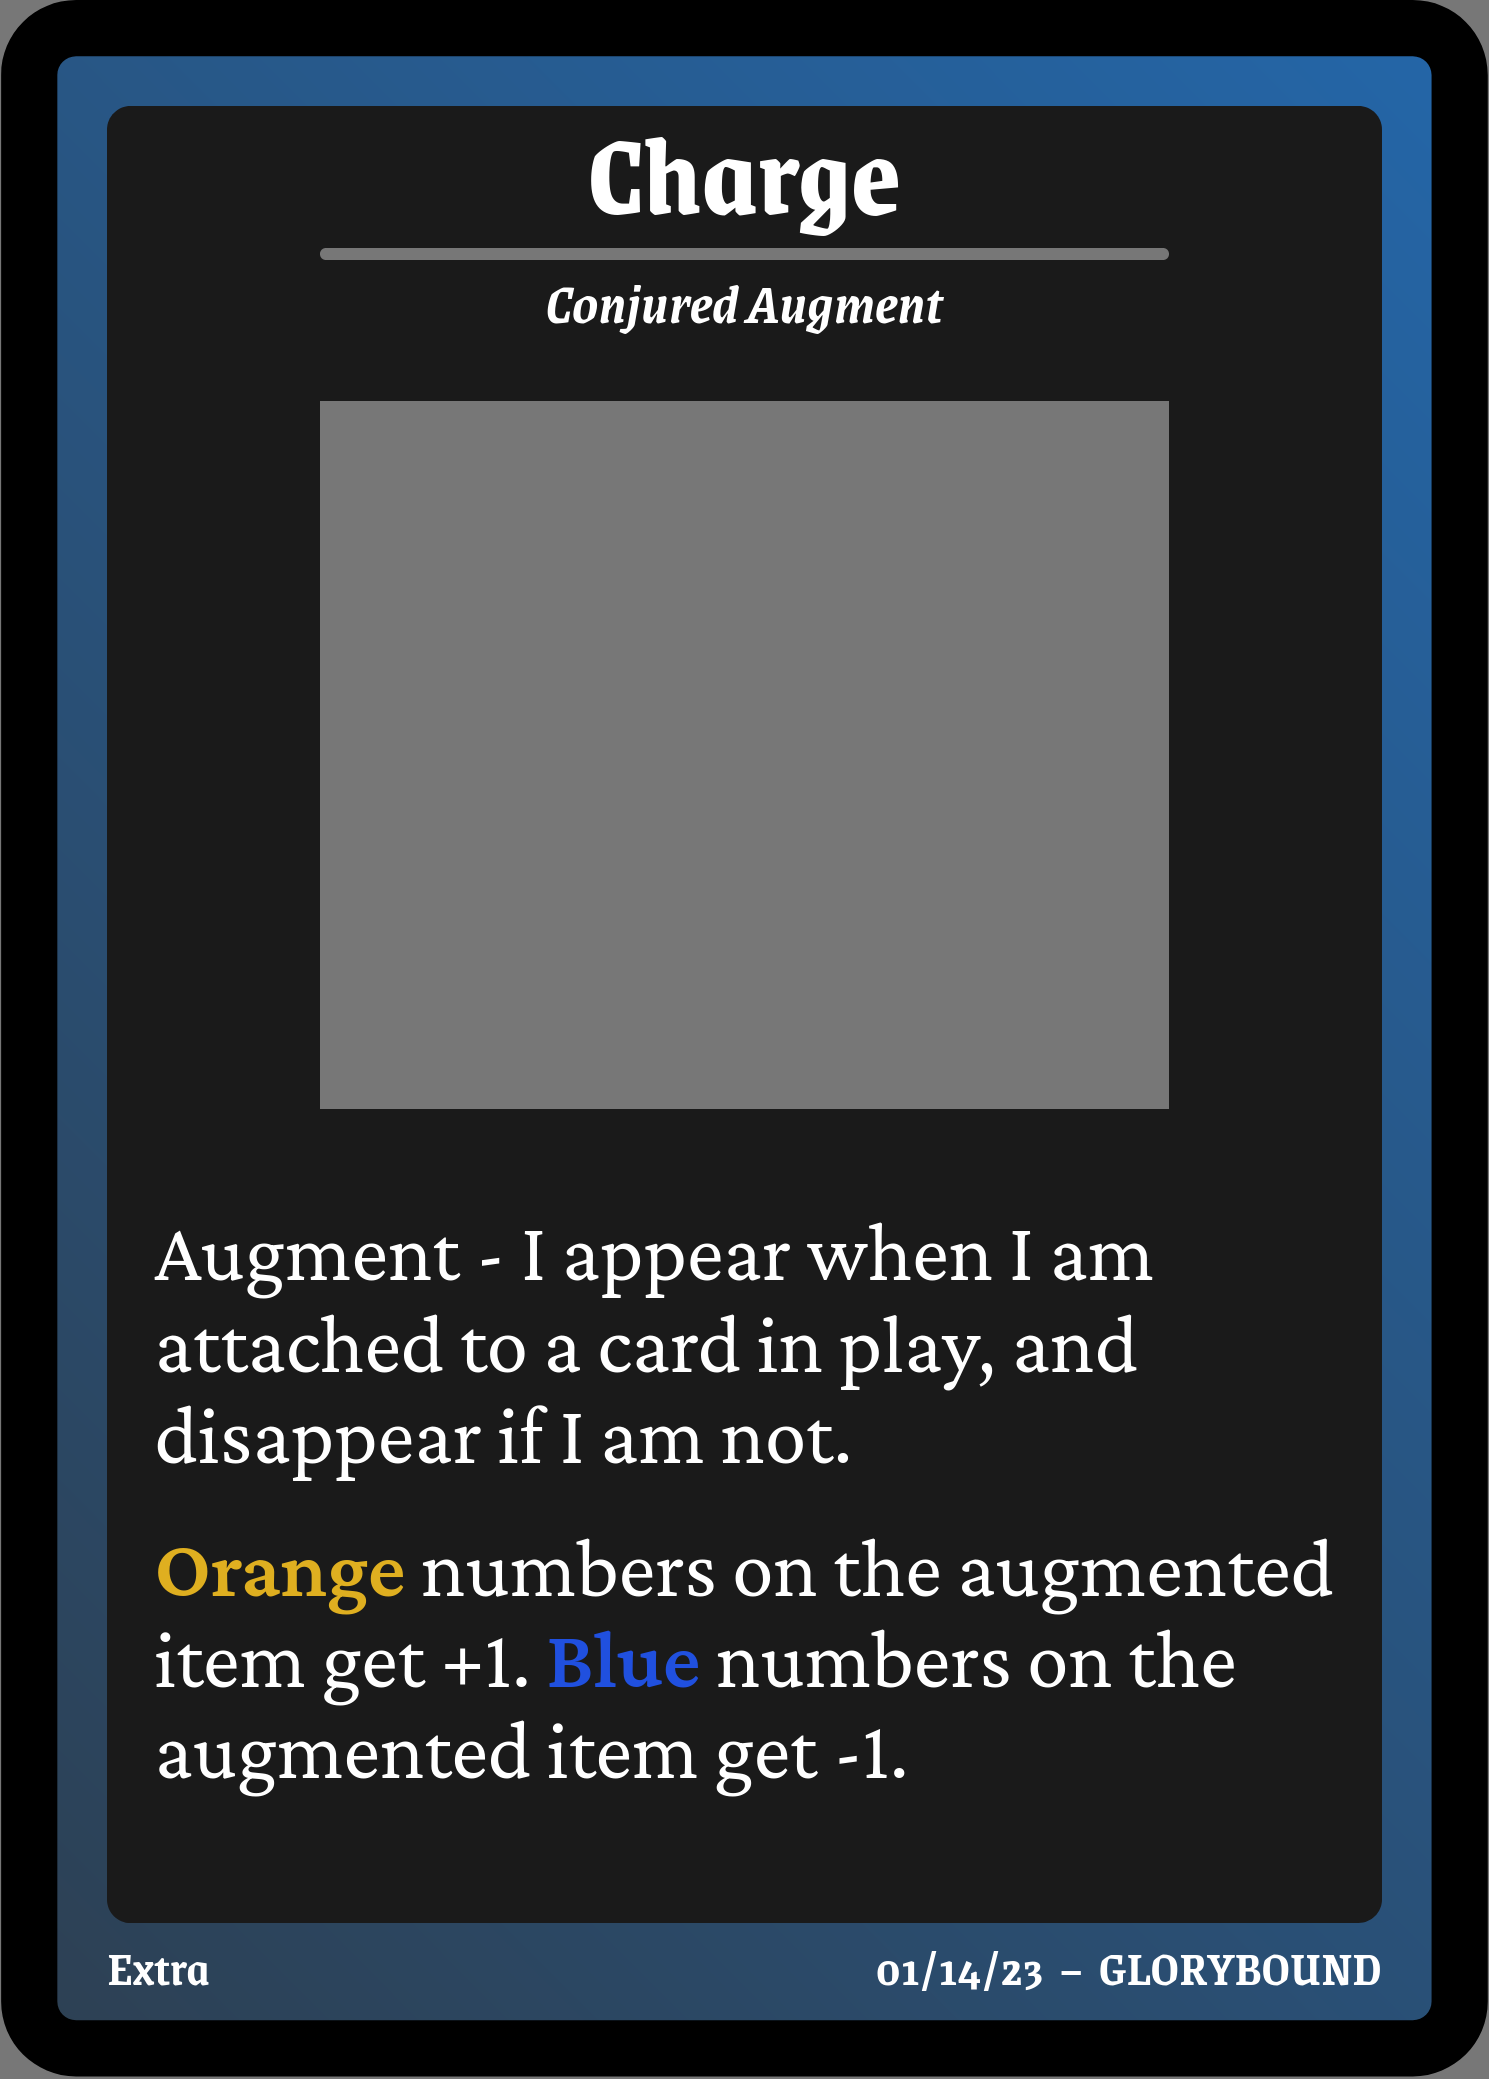 Charge
Conjured Augment
Augment - I appear when I am
attached to a card in play, and
disappear if I am not.
Orange numbers on the augmented
item get +1. Blue numbers on the
augmented item get -1.
Extra
01/14/23 – GLORYBOUND